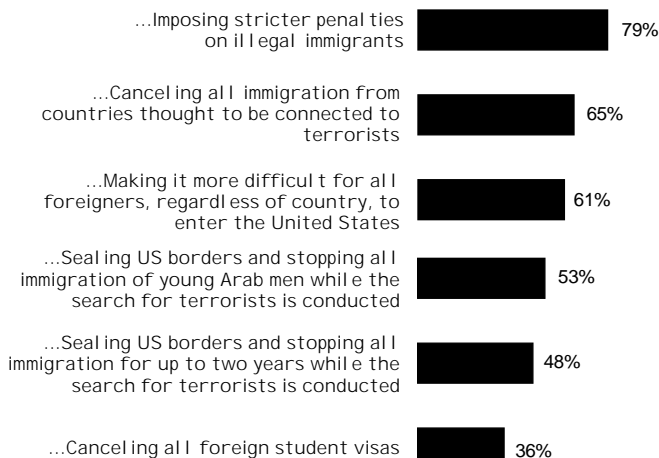 ...Imposing stricter penalties
on illegal immigrants
79%
...Canceling all immigration from
countries thought to be connected to
terrorists
65%
...Making it more difficult for all
foreigners, regardless of country, to
enter the United States
61%
...Sealing US borders and stopping all
immigration of young Arab men while the
search for terrorists is conducted
53%
...Sealing US borders and stopping all
immigration for up to two years while the
search for terrorists is conducted
48%
...Canceling all foreign student visas
36%